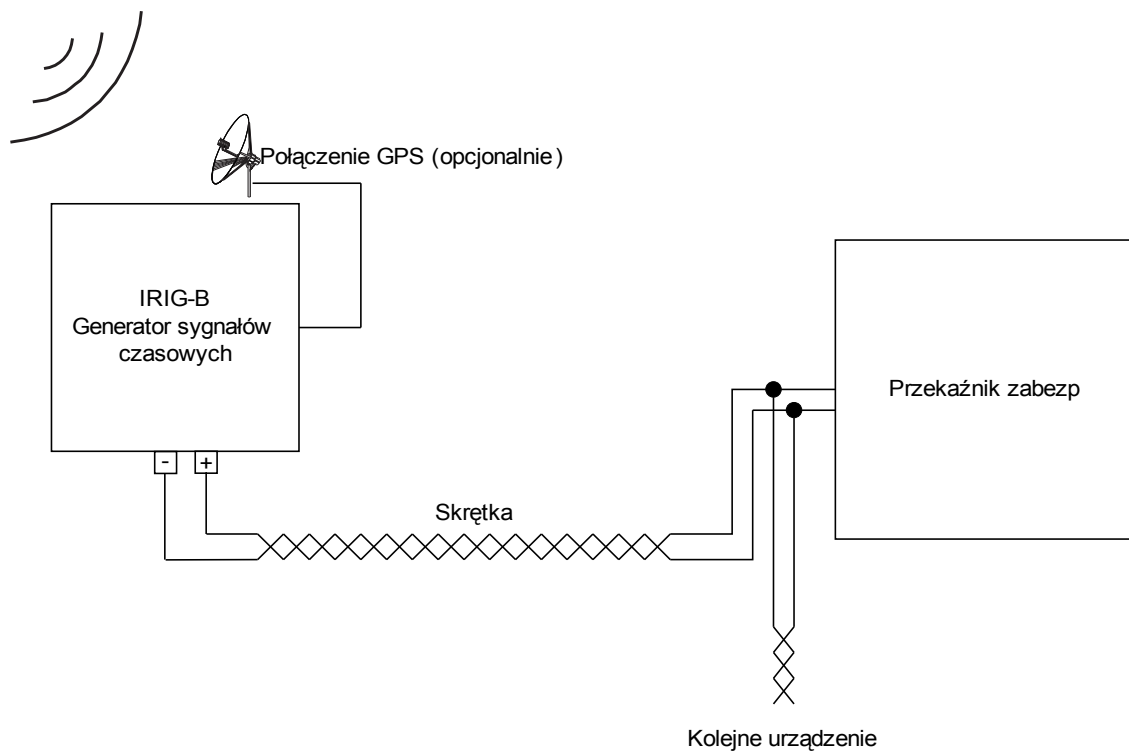 Połączenie GPS (opcjonalnie)
IRIG-B
Generator sygnałów
czasowych
Przekaźnik zabezp
- +
Skrętka
Kolejne urządzenie